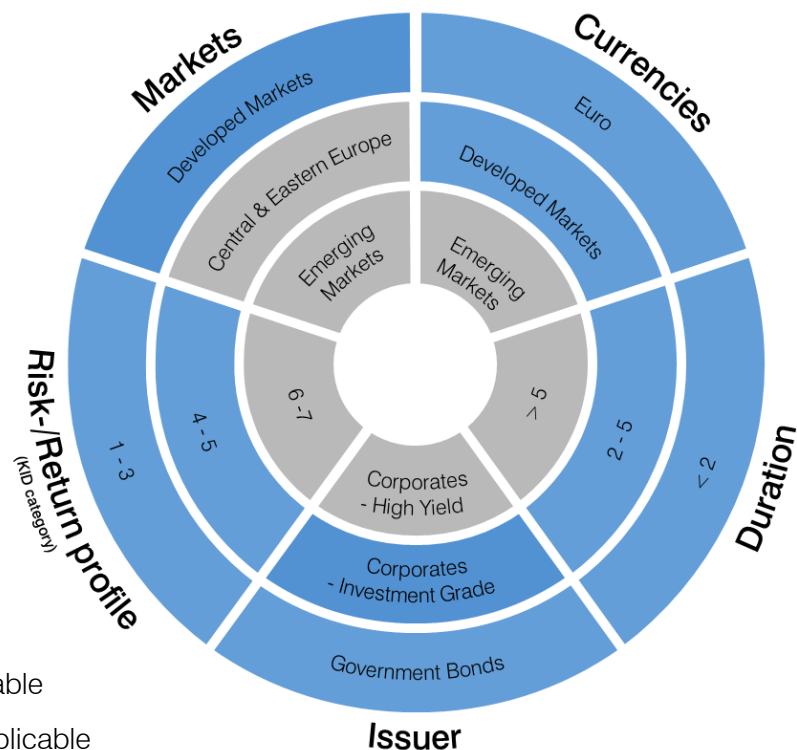 Markets
Developed Markets
Central & Eastern Europe
Emerging
Markets
Currencies
Euro
Developed Markets
Emerging
Markets
Duration
< 2
2 - 5
> 5
Issuer
Corporates
- High Yield
Corporates
- Investment Grade
Government Bonds
Risk-/Return profile
(KID category)
1 - 3
4 - 5
6 -7